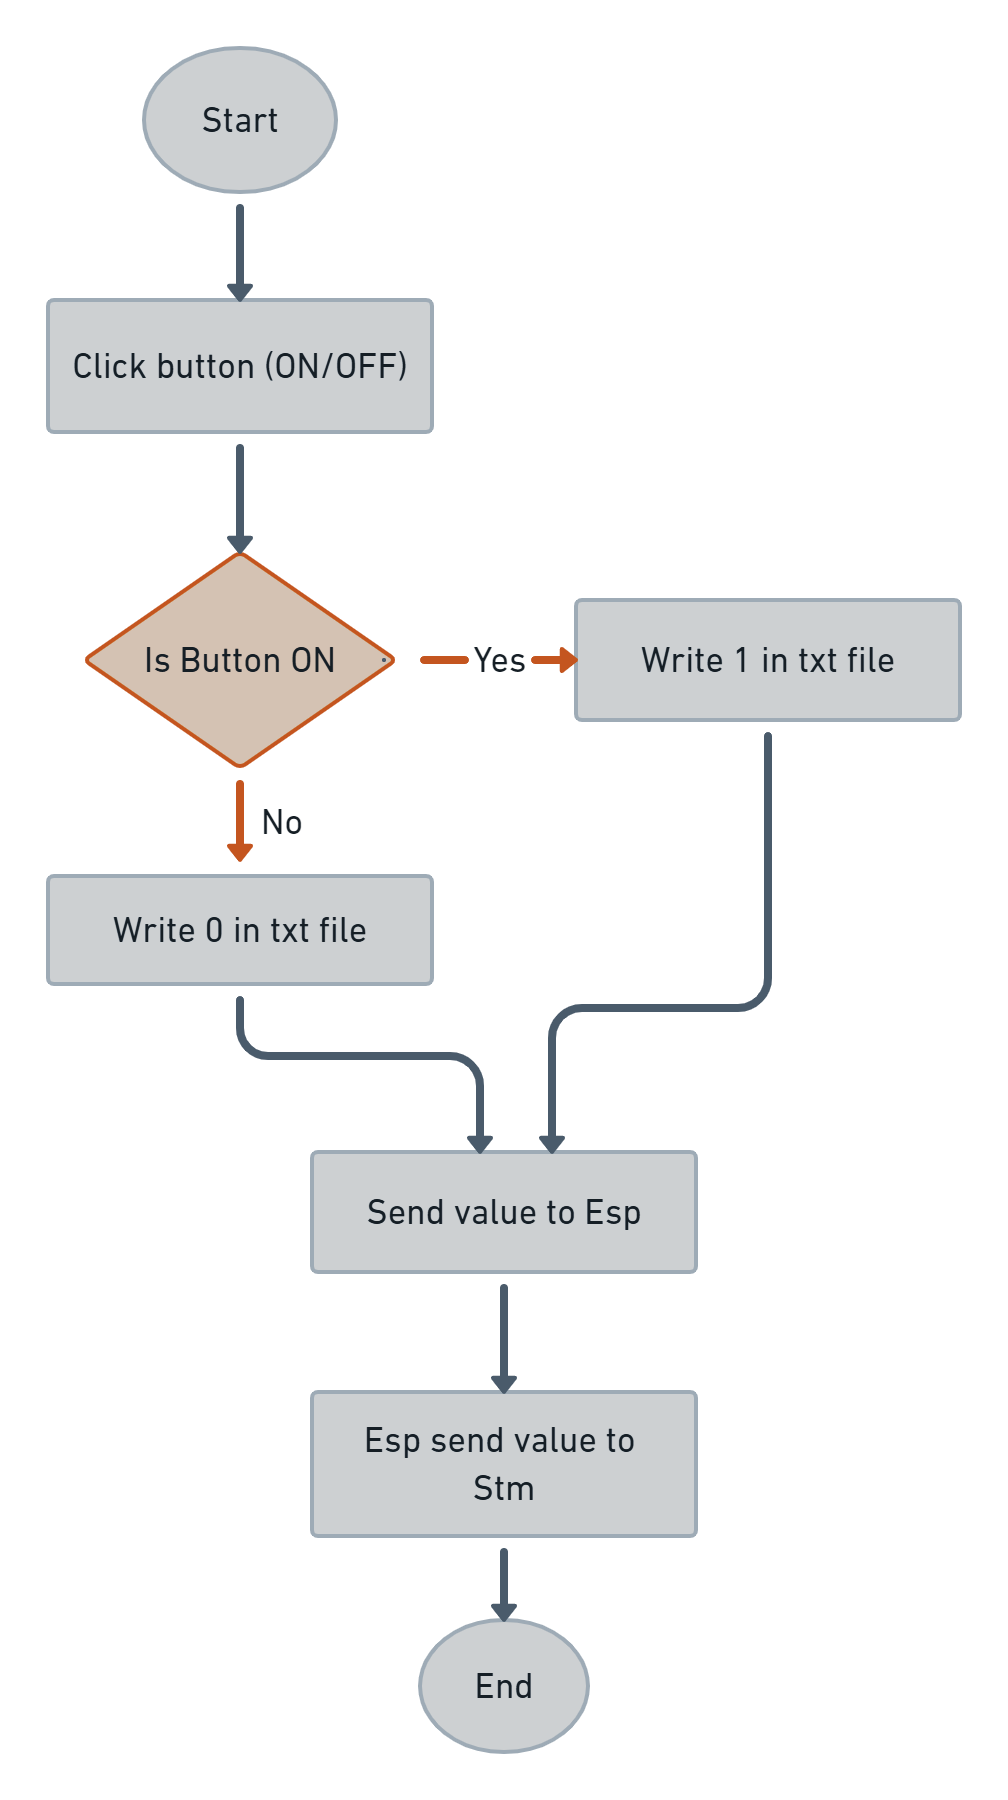 Start
Click button (ON/OFF)
Is Button ON
Yes
Write 1 in txt file
No
Write 0 in txt file
Send value to Esp
Esp send value to
Stm
End